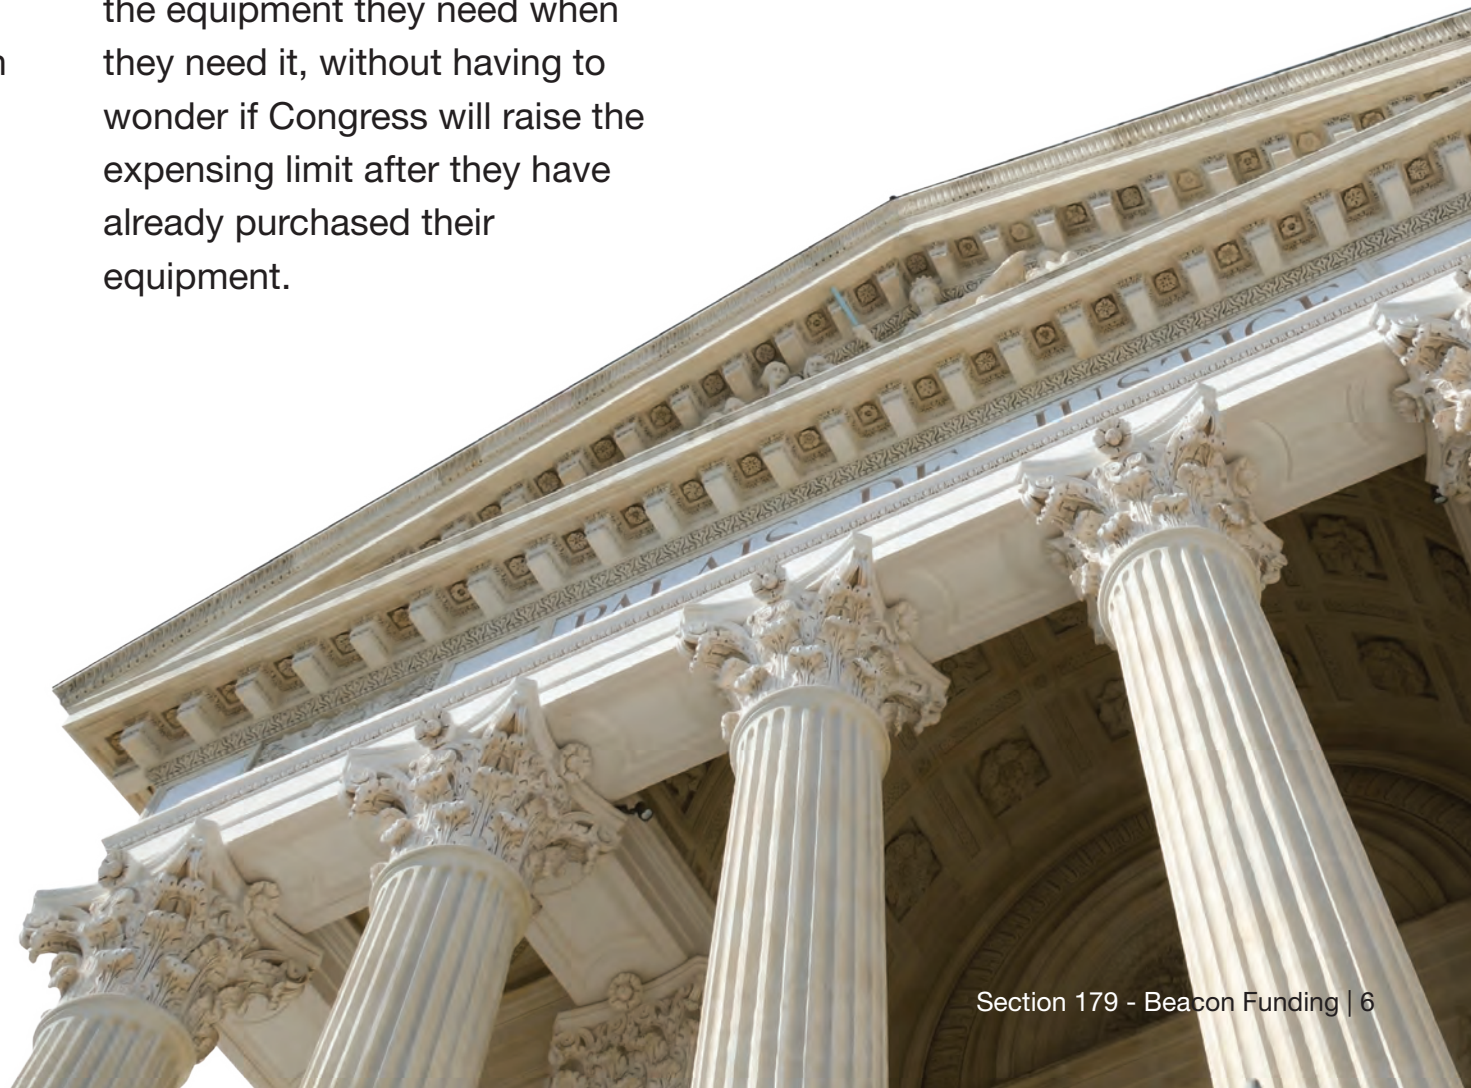 the equipment they need when
they need it, without having to
wonder if Congress will raise the
expensing limit after they have
already purchased their
equipment.
PALAIS DE JUSTICE
Section 179 - Beacon Funding | 6